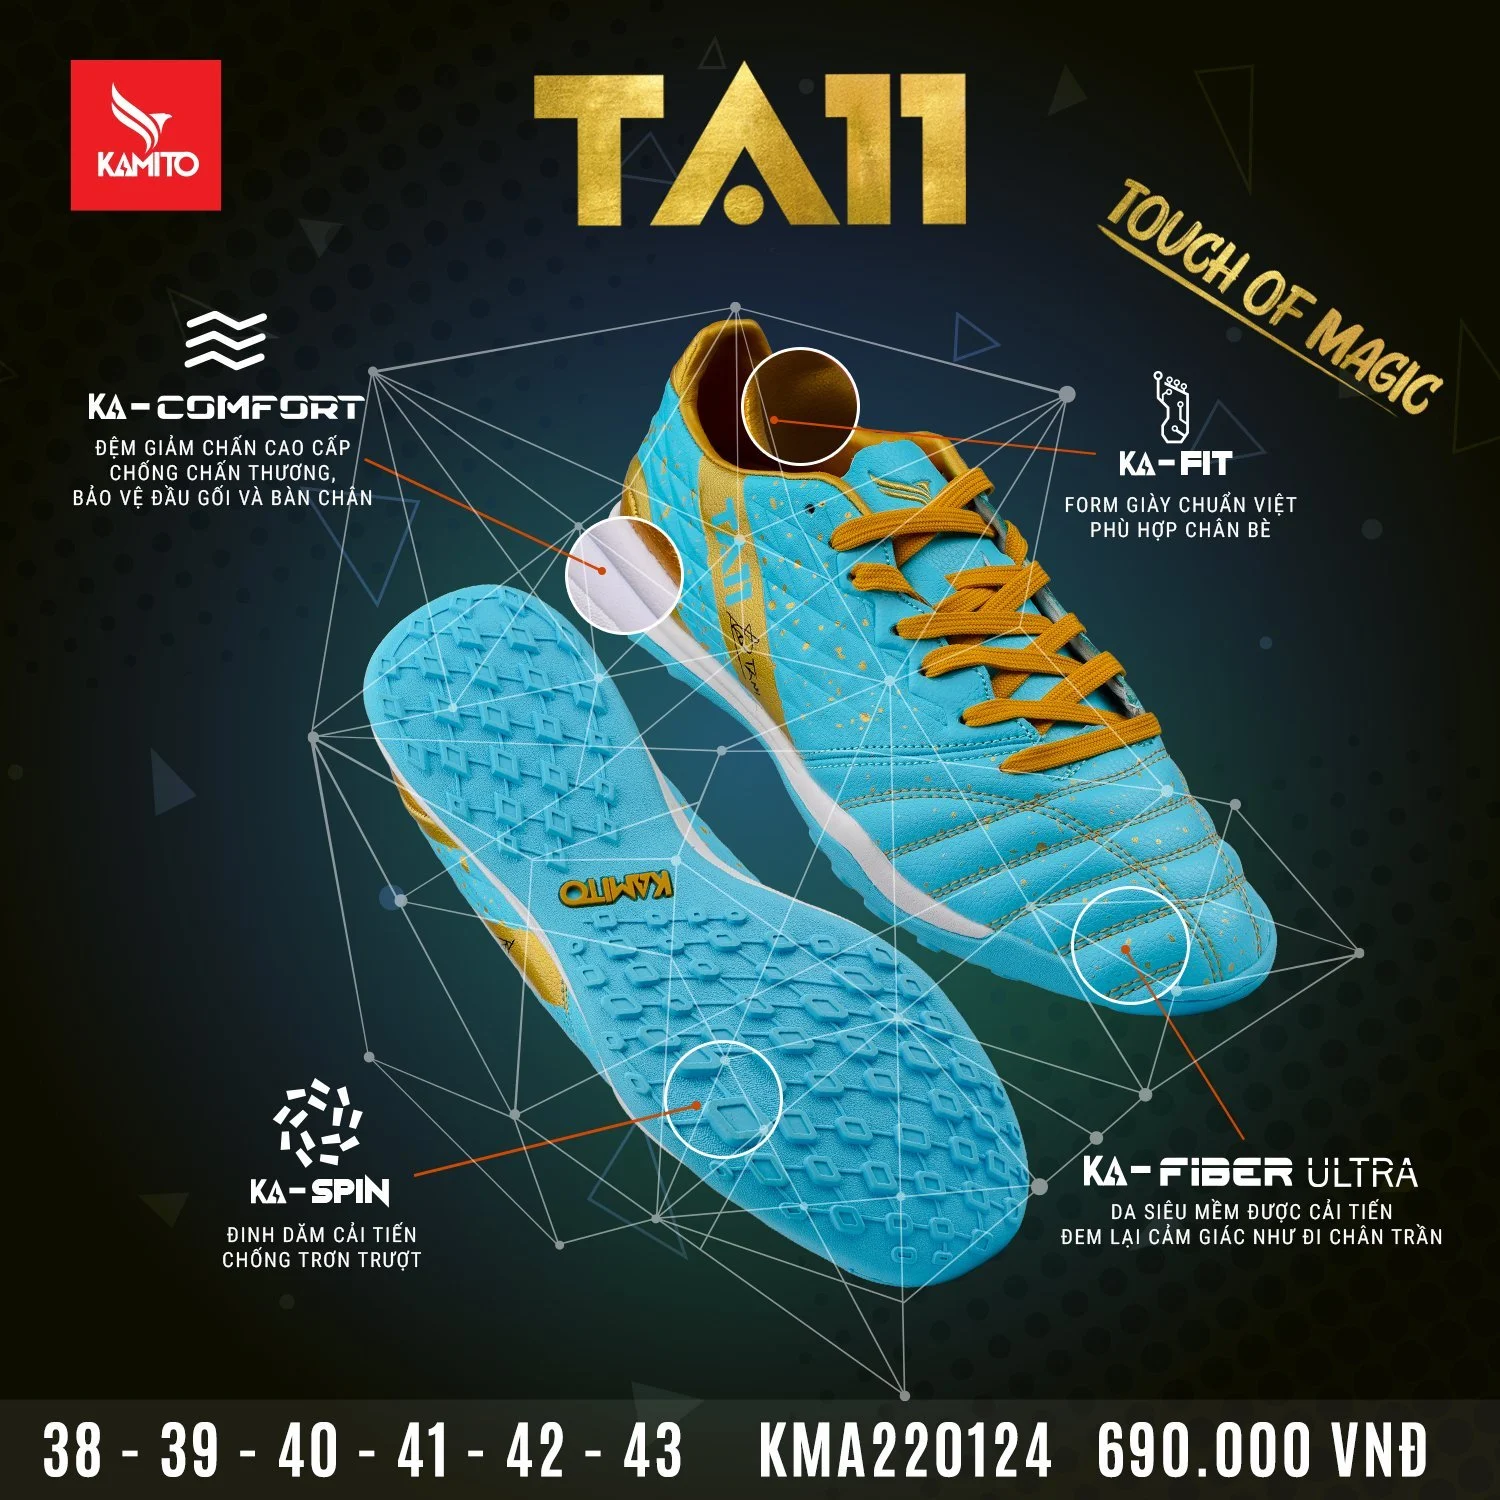 KAMITO
TA11
TOUCH OF MAGIC
KA-COMFORT
ĐỆM GIẢM CHẤN CAO CẤP
CHỐNG CHẤN THƯƠNG,
BẢO VỆ ĐẦU GỐI VÀ BÀN CHÂN
KA-FIT
FORM GIÀY CHUẨN VIỆT
PHÙ HỢP CHÂN BÈ
TA11
KAMITO
KA-SPIN
ĐINH DĂM CẢI TIẾN
CHỐNG TRƠN TRƯỢT
KA-FIBER ULTRA
DA SIÊU MỀM ĐƯỢC CẢI TIẾN
ĐEM LẠI CẢM GIÁC NHƯ ĐI CHÂN TRẦN
38 - 39 - 40 - 41 - 42 - 43 KMA220124 690.000 VNĐ